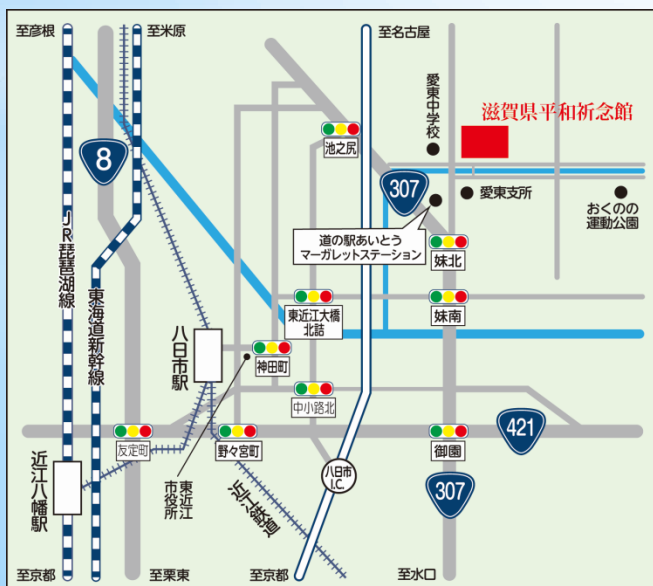 至彦根
至米原
至名古屋
愛東中学校
滋賀県平和祈念館
池之尻
8
307
愛東支所
おくのの
運動公園
道の駅あいとう
マーガレットステーション
妹北
JR琵琶湖線
東海道新幹線
東近江大橋
北詰
妹南
八日市駅
神田町
中小路北
421
友定町
野々宮町
御園
近江八幡駅
東近江
市役所
近江鉄道
八日市
I.C.
307
至京都
至栗東
至京都
至水口